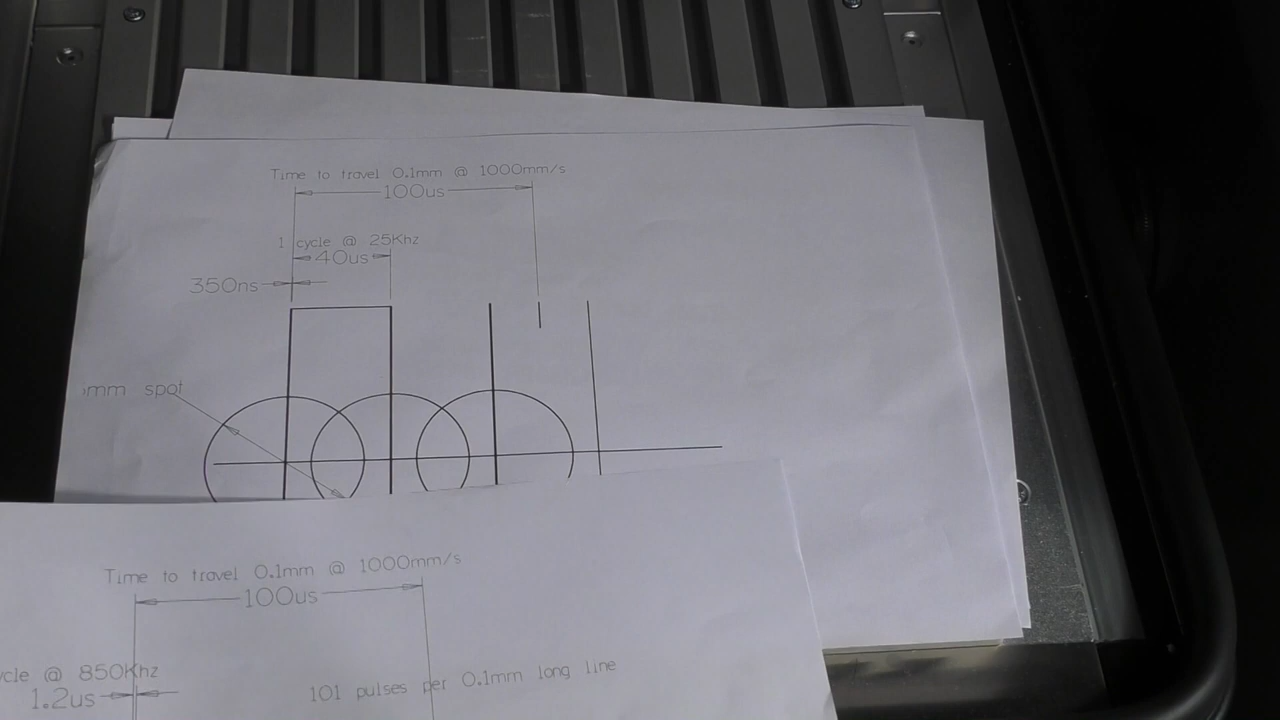 Time to travel 0.1mm @ 1000mm/s
100us
1 cycle @ 25Khz
40us
350ns
mm spot
Time to travel 0.1mm @ 1000mm/s
100us
cle @ 850Khz
1.2us
101 pulses per 0.1mm long line